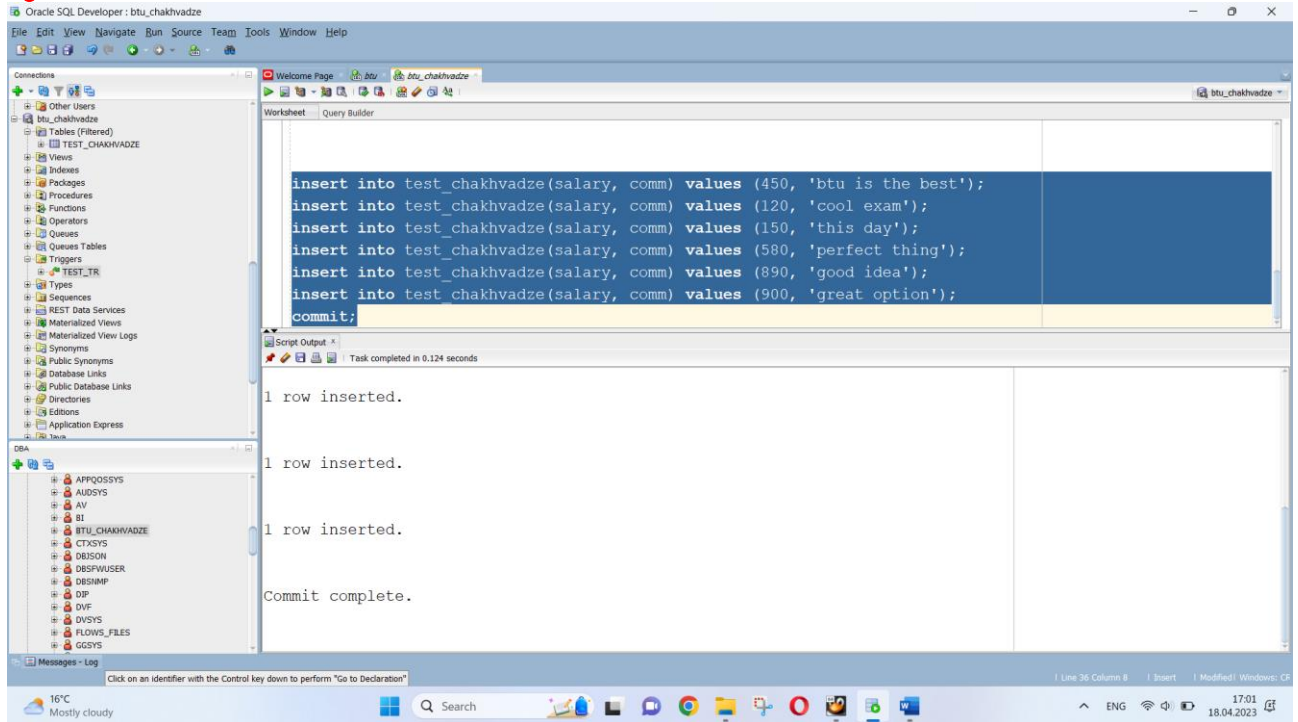 Oracle SQL Developer : btu_chakhvadze
File Edit View Navigate Run Source Team Tools Window Help
Connections
Other Users
btu_chakhvadze
Tables (Filtered)
TEST_CHAKHVADZE
Views
Indexes
Packages
Procedures
Functions
Operators
Queues
Queues Tables
Triggers
TEST_TR
Types
Sequences
REST Data Services
Materialized Views
Materialized View Logs
Synonyms
Public Synonyms
Database Links
Public Database Links
Directories
Editions
Application Express
Java
DBA
APPQOSSYS
AUDSYS
AV
BI
BTU_CHAKHVADZE
CTXSYS
DBJSON
DBSFWUSER
DBSNMP
DIP
DVF
DVSYS
FLOWS_FILES
GGSYS
Welcome Page btu btu_chakhvadze
btu_chakhvadze
Worksheet Query Builder
insert into test_chakhvadze(salary, comm) values (450, 'btu is the best');
insert into test_chakhvadze(salary, comm) values (120, 'cool exam');
insert into test_chakhvadze(salary, comm) values (150, 'this day');
insert into test_chakhvadze(salary, comm) values (580, 'perfect thing');
insert into test_chakhvadze(salary, comm) values (890, 'good idea');
insert into test_chakhvadze(salary, comm) values (900, 'great option');
commit;
Script Output
Task completed in 0.124 seconds
1 row inserted.
1 row inserted.
1 row inserted.
Commit complete.
Messages - Log
Click on an identifier with the Control key down to perform "Go to Declaration"
Line 36 Column 8 Insert Modified Windows: CR
16°C
Mostly cloudy
Search
ENG
17:01
18.04.2023